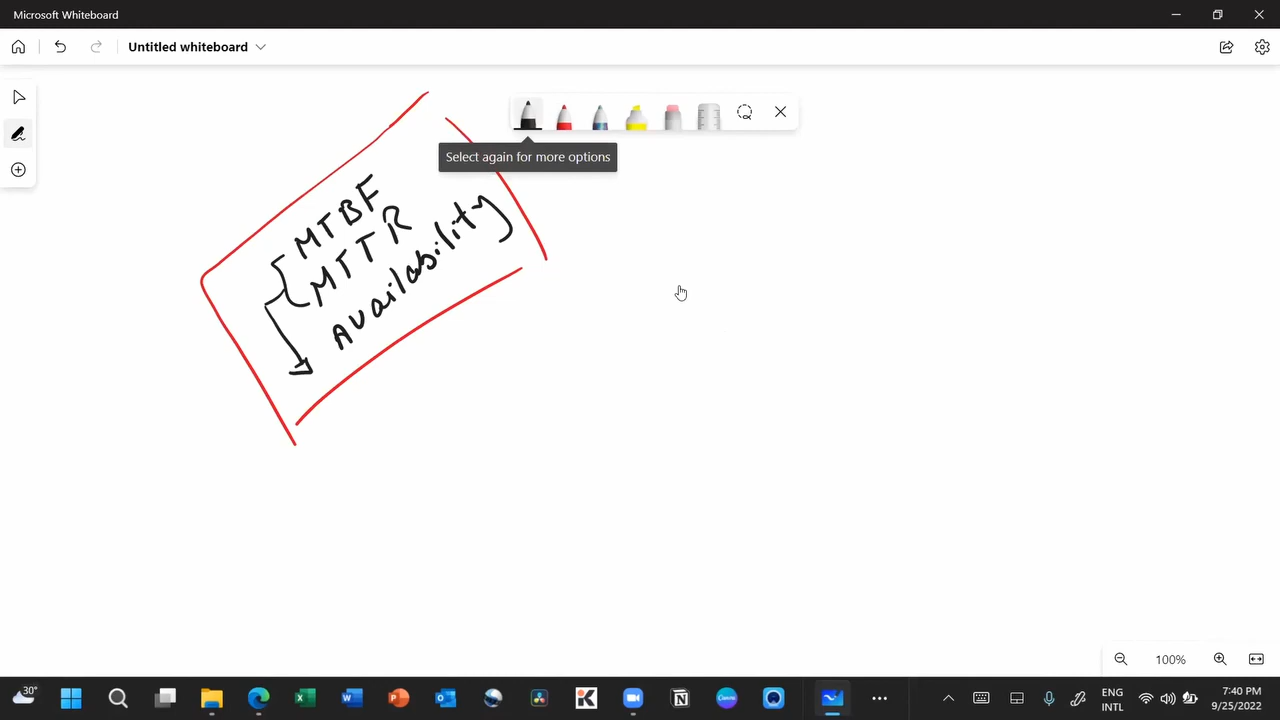 Microsoft Whiteboard
Untitled whiteboard
Select again for more options
MTBF
MTTR
Availability
100%
30°
ENG
INTL
7:40 PM
9/25/2022